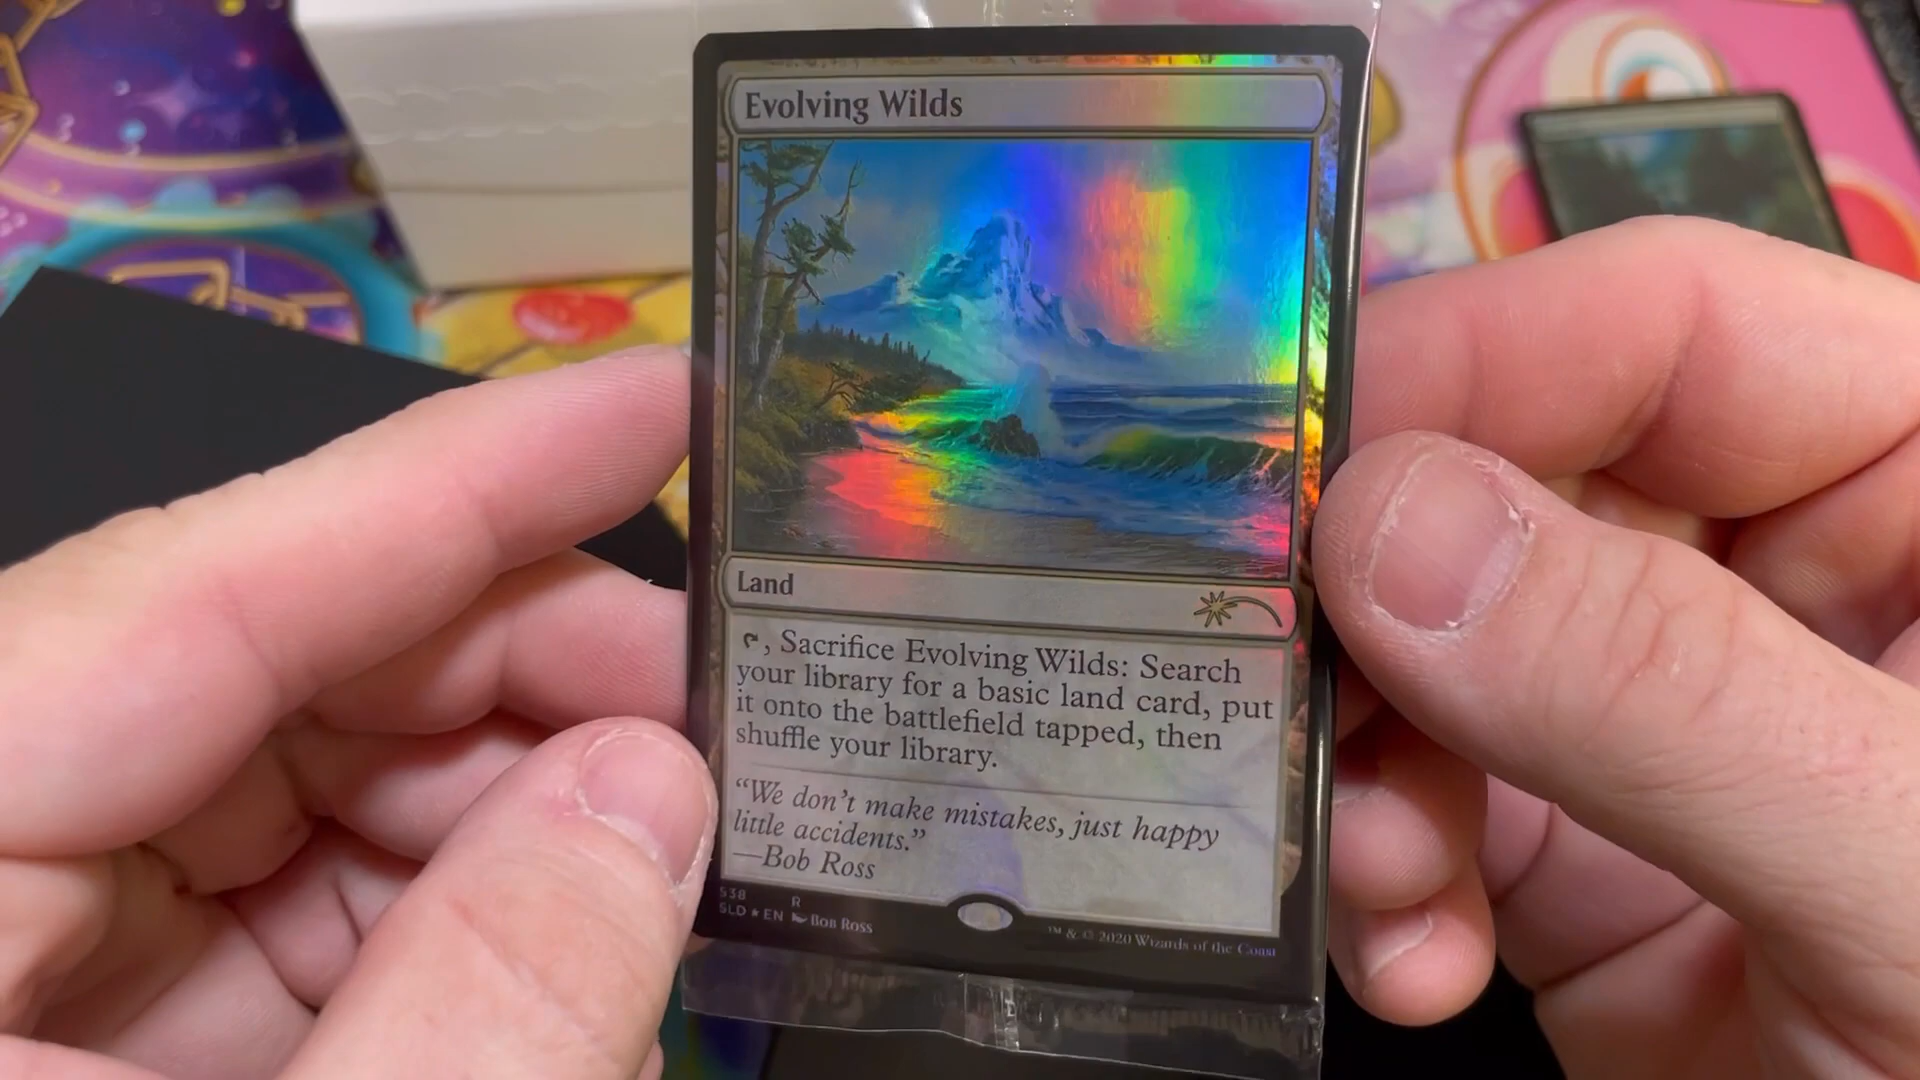 Evolving Wilds
Land
, Sacrifice Evolving Wilds: Search
your library for a basic land card, put
it onto the battlefield tapped, then
shuffle your library.
“We don’t make mistakes, just happy
little accidents.”
—Bob Ross
538 R
SLD ★ EN Bob Ross
™ & © 2020 Wizards of the Coast